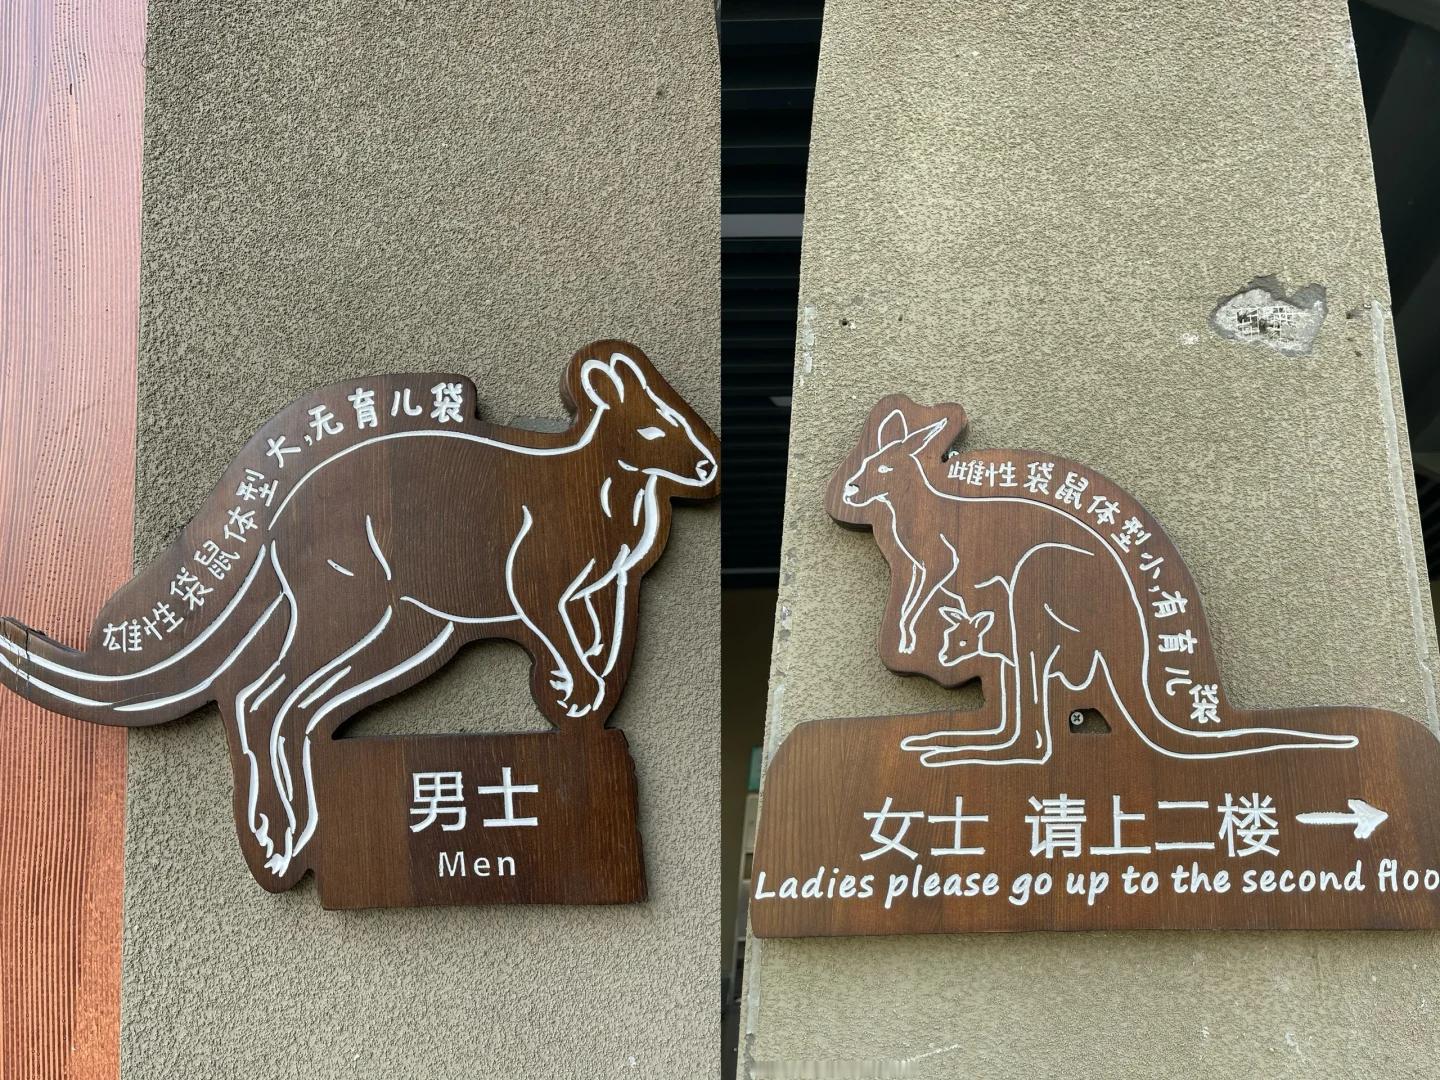 雄性袋鼠体型大,无育儿袋
男士
Men
雌性袋鼠体型小,有育儿袋
女士 请上二楼
Ladies please go up to the second floo